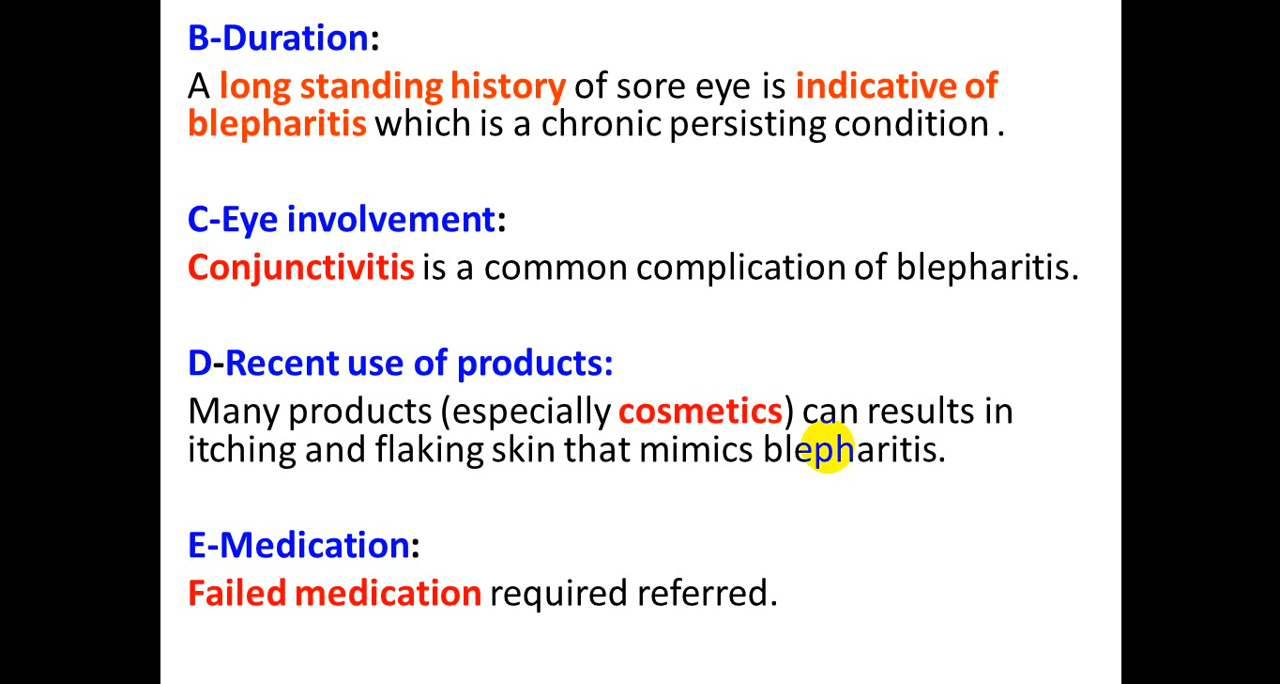 B-Duration:
A long standing history of sore eye is indicative of
blepharitis which is a chronic persisting condition .
C-Eye involvement:
Conjunctivitis is a common complication of blepharitis.
D-Recent use of products:
Many products (especially cosmetics) can results in
itching and flaking skin that mimics blepharitis.
E-Medication:
Failed medication required referred.